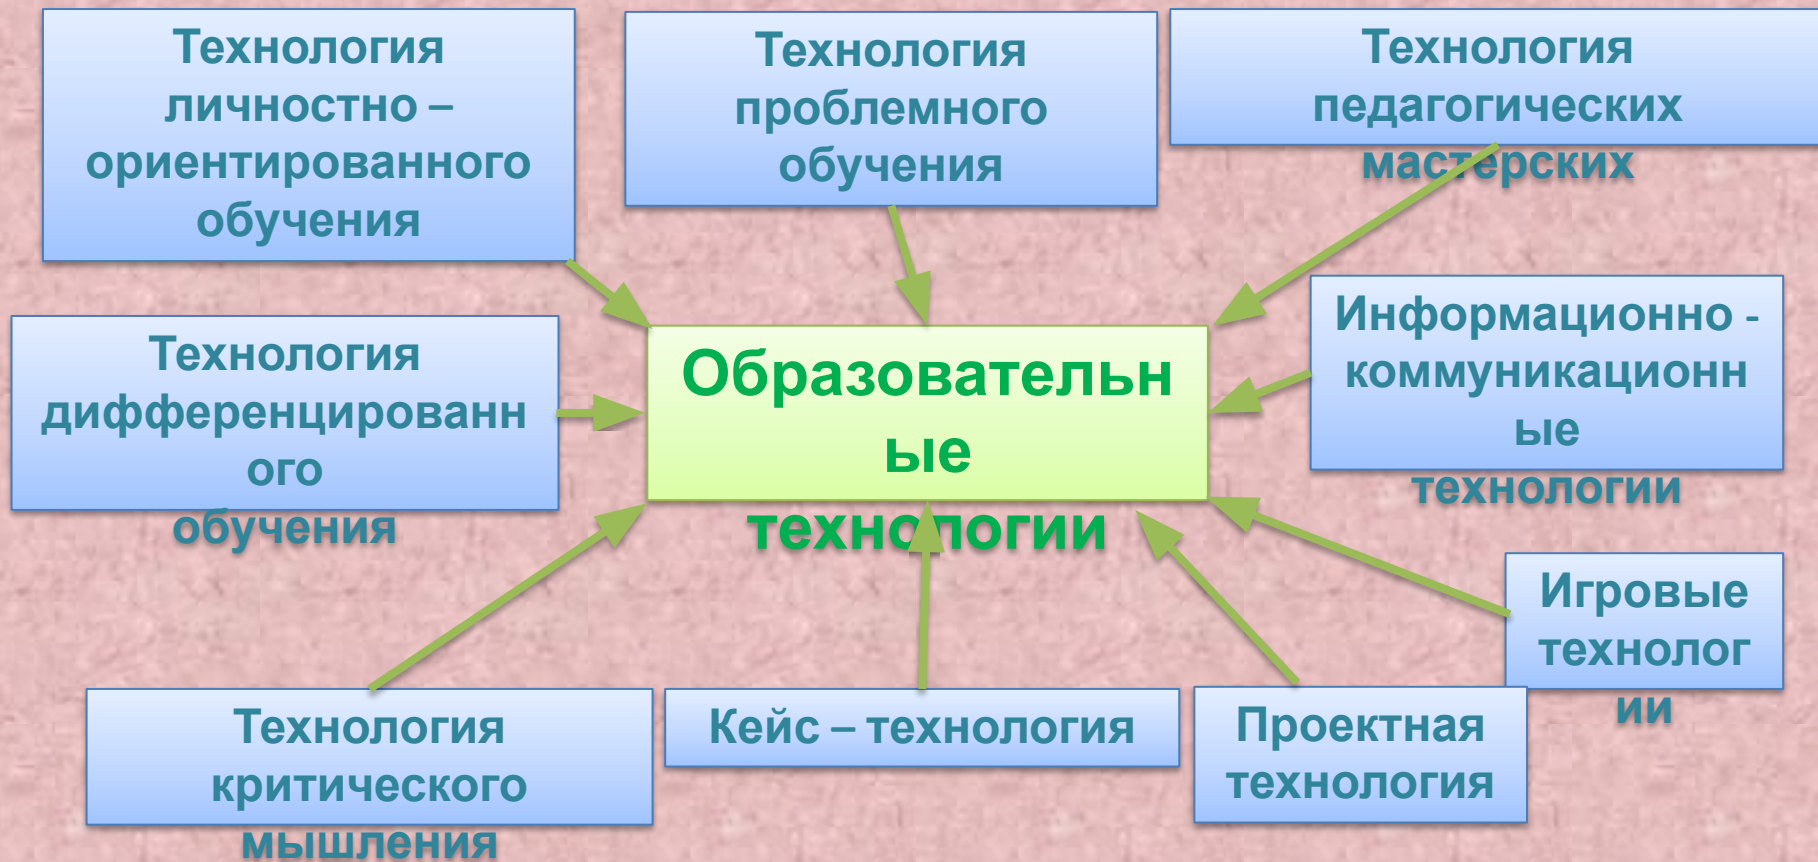 Технология
личностно –
ориентированного
обучения
Технология
проблемного
обучения
Технология
педагогических
мастерских
Технология
дифференцированн
ого
обучения
Образовательн
ые
технологии
Информационно -
коммуникационн
ые
технологии
Игровые
технолог
ии
Технология
критического
мышления
Кейс – технология
Проектная
технология